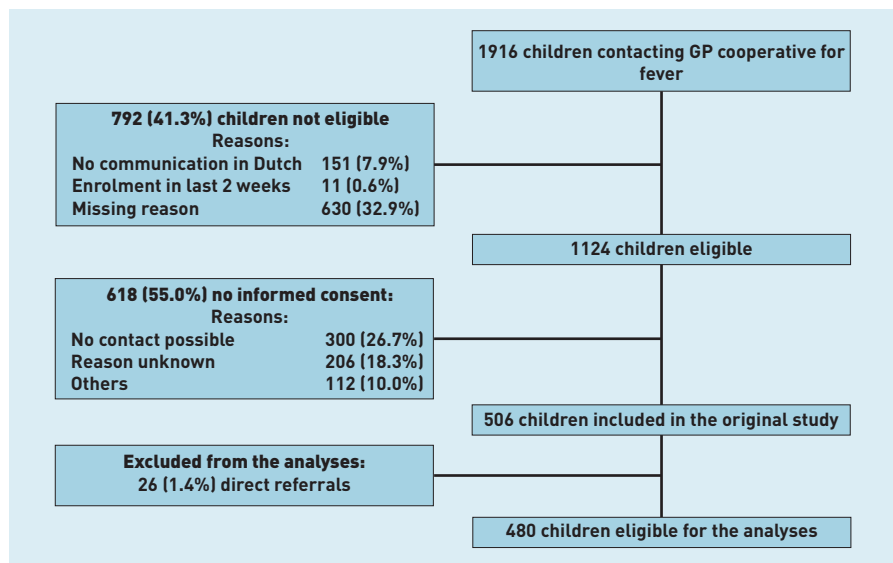 1916 children contacting GP cooperative for
fever
792 (41.3%) children not eligible
Reasons:
No communication in Dutch 151 (7.9%)
Enrolment in last 2 weeks 11 (0.6%)
Missing reason 630 (32.9%)
1124 children eligible
618 (55.0%) no informed consent:
Reasons:
No contact possible 300 (26.7%)
Reason unknown 206 (18.3%)
Others 112 (10.0%)
506 children included in the original study
Excluded from the analyses:
26 (1.4%) direct referrals
480 children eligible for the analyses